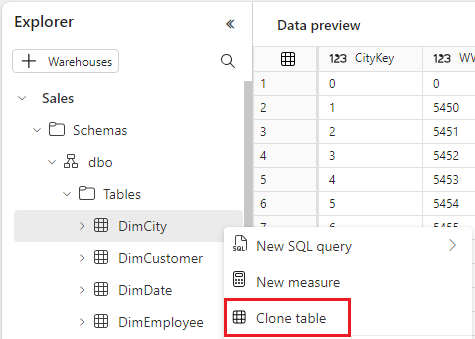 Explorer
«
+ Warehouses
Sales
Schemas
dbo
Tables
DimCity
DimCustomer
DimDate
DimEmployee
Data preview
123 CityKey 123
1 0 0
2 1 5450
3 2 5451
4 3 5452
5 4 5453
6 5 5454
SQL New SQL query
New measure
Clone table